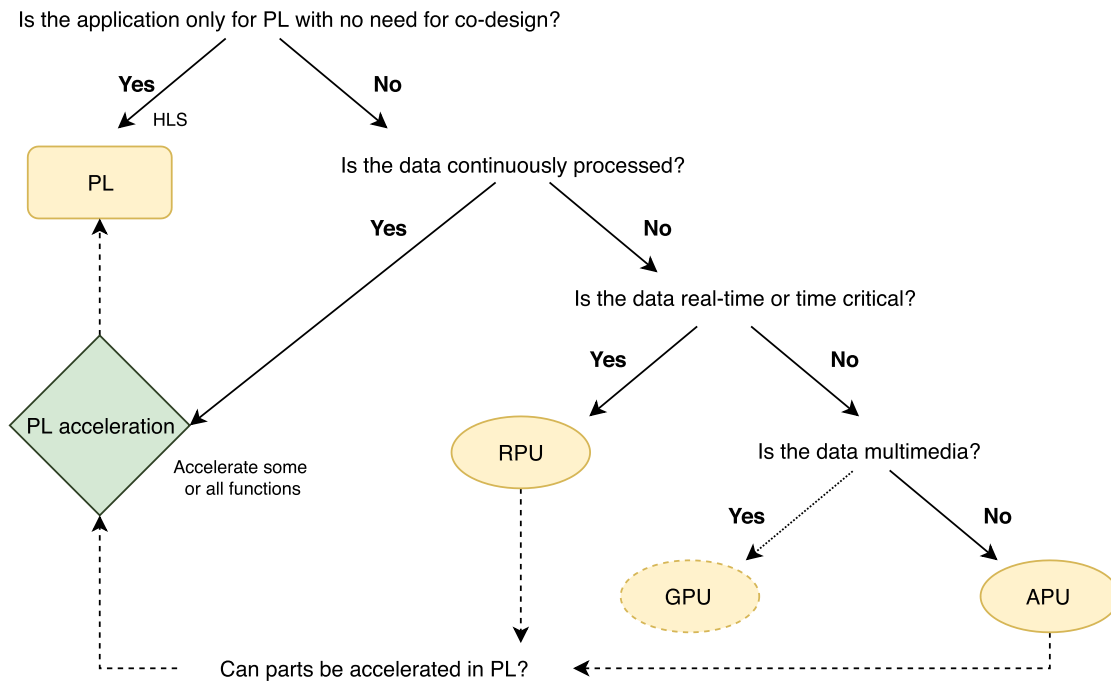 Is the application only for PL with no need for co-design?
Yes
No
HLS
Is the data continuously processed?
PL
Yes
No
Is the data real-time or time critical?
Yes
No
PL acceleration
Accelerate some
or all functions
RPU
Is the data multimedia?
Yes
No
GPU
APU
Can parts be accelerated in PL?